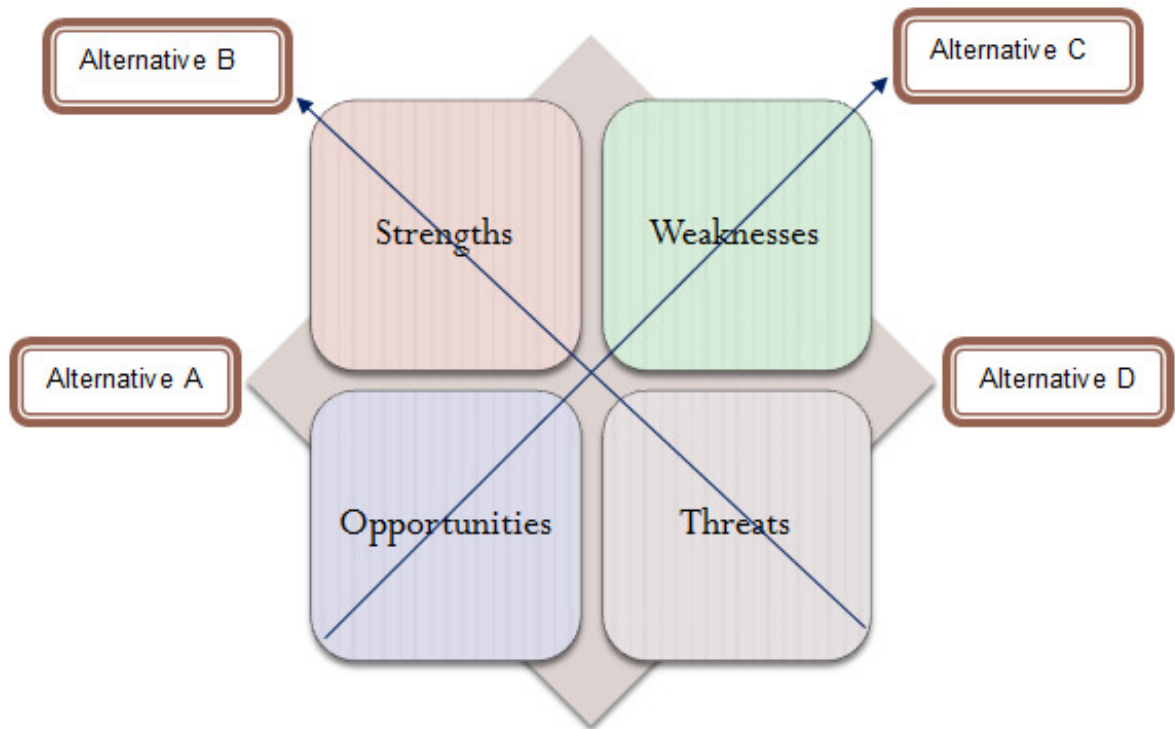 Alternative B
Alternative C
Strengths
Weaknesses
Alternative A
Alternative D
Opportunities
Threats